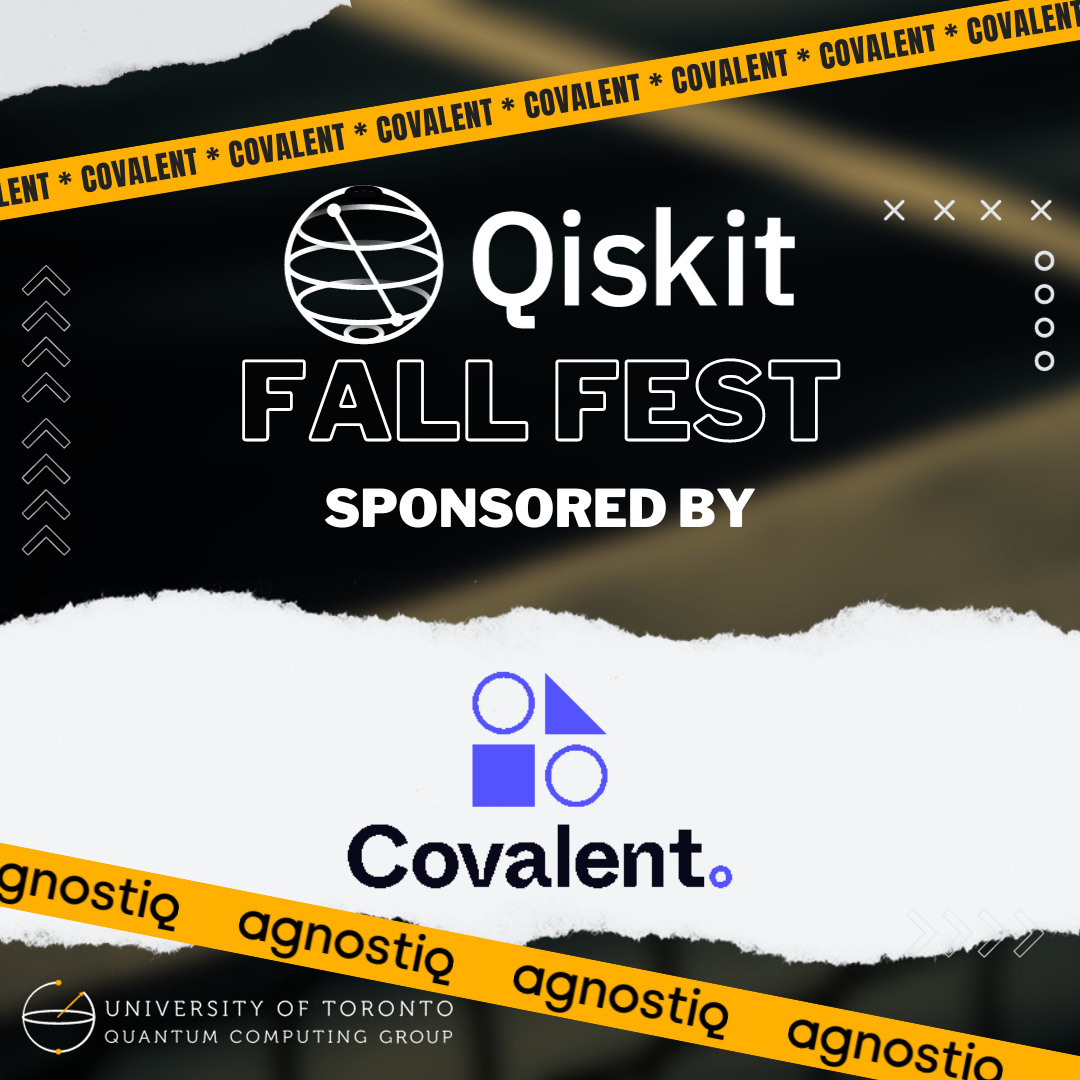 LENT * COVALENT * COVALENT * COVALENT * COVALENT * COVALENT * COVALENT * COVALENT
Qiskit
FALL FEST
SPONSORED BY
Covalent
gnostiq agnostiq agnostiq agnostiq
UNIVERSITY OF TORONTO
QUANTUM COMPUTING GROUP